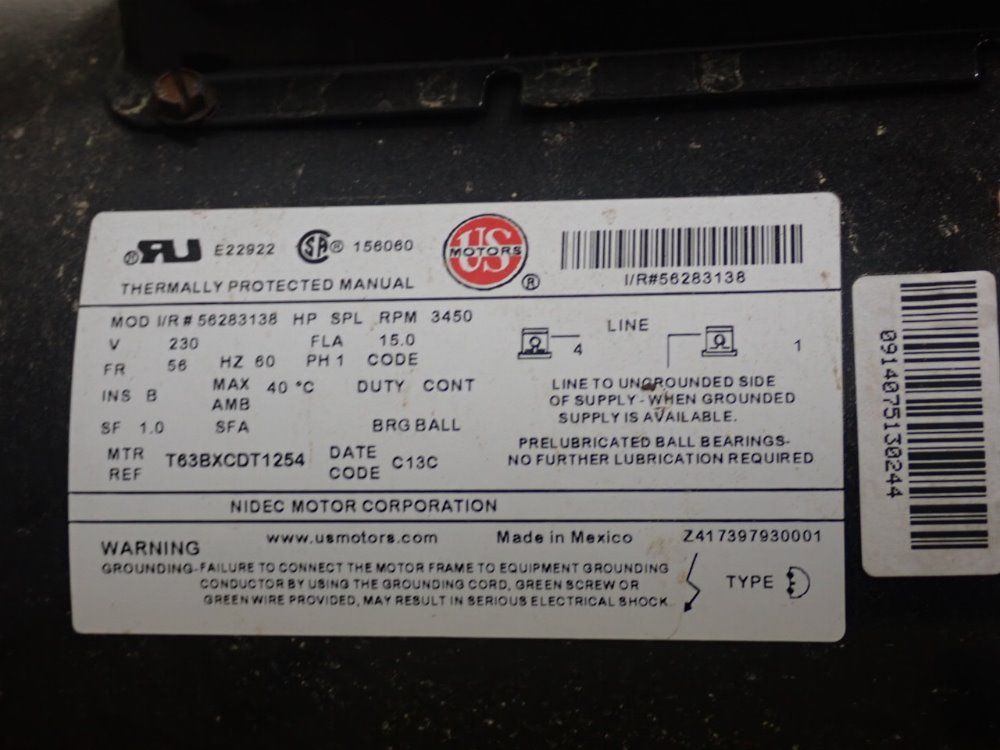 E22922 SA® 156060 US MOTORS ®
THERMALLY PROTECTED MANUAL
I/R#56283138
MOD I/R # 56283138 HP SPL RPM 3450
V 230 FLA 15.0
FR 56 HZ 60 PH 1 CODE
INS B MAX AMB 40 °C DUTY CONT
SF 1.0 SFA BRG BALL
MTR REF T63BXCDT1254 DATE CODE C13C
LINE
4 1
LINE TO UNGROUNDED SIDE
OF SUPPLY - WHEN GROUNDED
SUPPLY IS AVAILABLE.
PRELUBRICATED BALL BEARINGS-
NO FURTHER LUBRICATION REQUIRED
NIDEC MOTOR CORPORATION
WARNING www.usmotors.com Made in Mexico Z417397930001
GROUNDING-FAILURE TO CONNECT THE MOTOR FRAME TO EQUIPMENT GROUNDING
CONDUCTOR BY USING THE GROUNDING CORD, GREEN SCREW OR
GREEN WIRE PROVIDED, MAY RESULT IN SERIOUS ELECTRICAL SHOCK.
TYPE
0914075130244